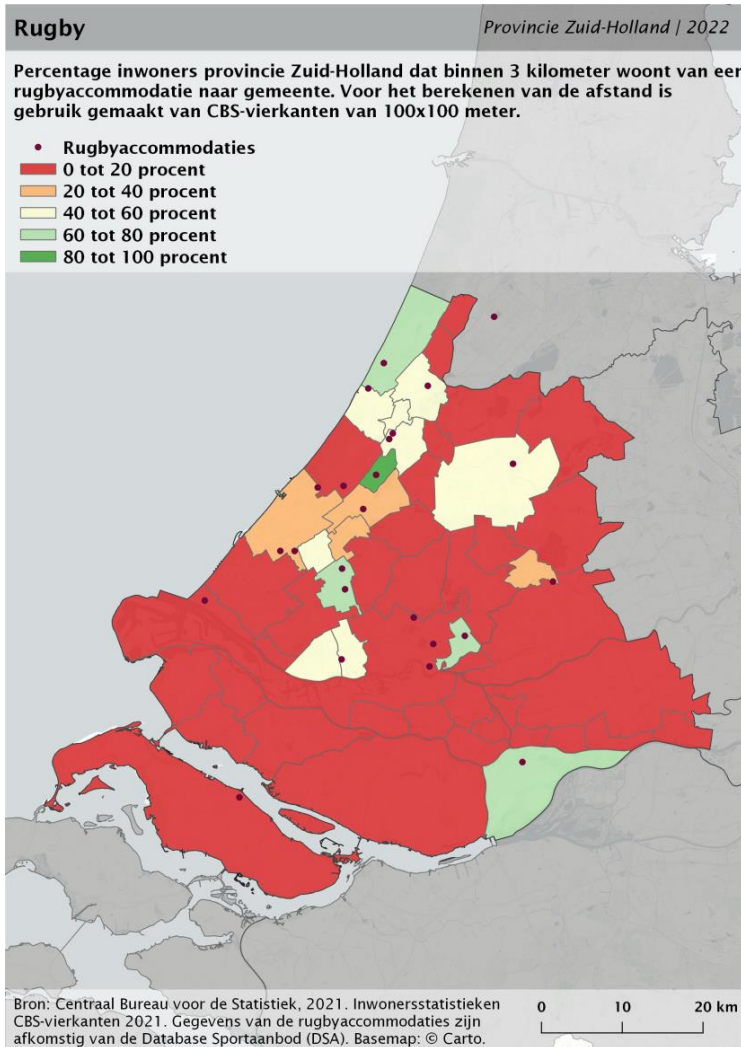 Rugby
Provincie Zuid-Holland | 2022
Percentage inwoners provincie Zuid-Holland dat binnen 3 kilometer woont van een
rugbyaccommodatie naar gemeente. Voor het berekenen van de afstand is
gebruik gemaakt van CBS-vierkanten van 100x100 meter.
Rugbyaccommodaties
0 tot 20 procent
20 tot 40 procent
40 tot 60 procent
60 tot 80 procent
80 tot 100 procent
Bron: Centraal Bureau voor de Statistiek, 2021. Inwonersstatistieken
CBS-vierkanten 2021. Gegevens van de rugbyaccommodaties zijn
afkomstig van de Database Sportaanbod (DSA). Basemap: © Carto.
0 10 20 km